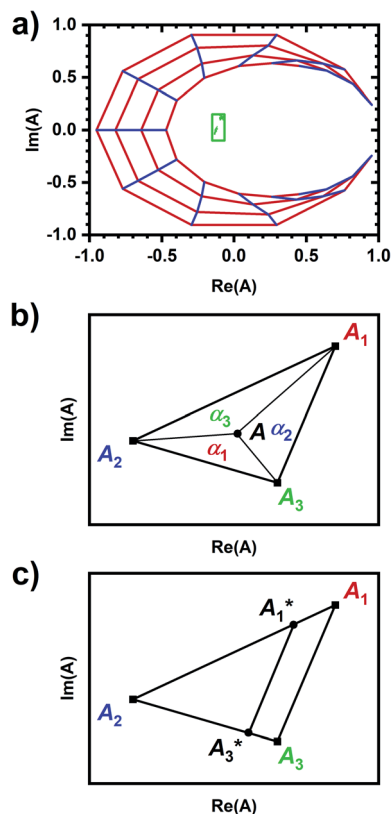 a)
1.0
0.5
0.0
-0.5
-1.0
Im(A)
-1.0 -0.5 0.0 0.5 1.0
Re(A)
b)
A₁
α₃
A α₂
A₂
α₁
A₃
Im(A)
Re(A)
c)
A₁*
A₁
A₂
A₃*
A₃
Im(A)
Re(A)